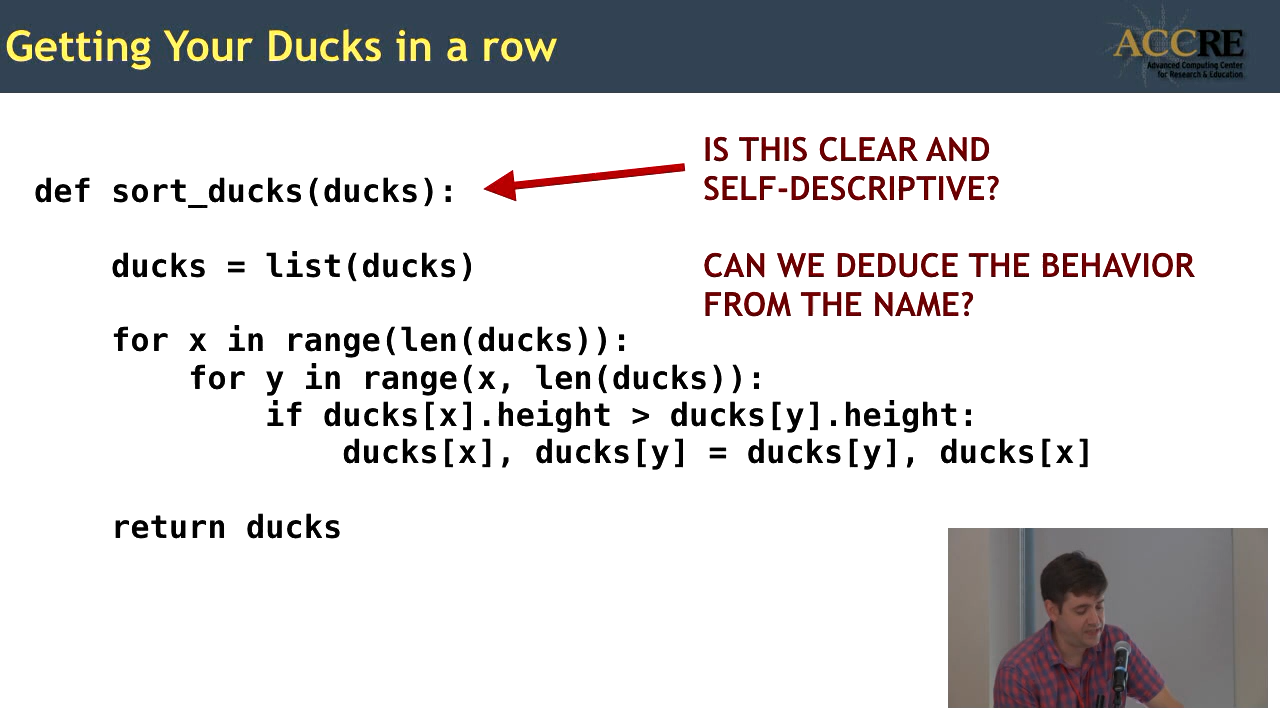 Getting Your Ducks in a row
ACCRE
Advanced Computing Center
for Research & Education
IS THIS CLEAR AND
SELF-DESCRIPTIVE?
def sort_ducks(ducks):
ducks = list(ducks)
CAN WE DEDUCE THE BEHAVIOR
FROM THE NAME?
for x in range(len(ducks)):
for y in range(x, len(ducks)):
if ducks[x].height > ducks[y].height:
ducks[x], ducks[y] = ducks[y], ducks[x]
return ducks